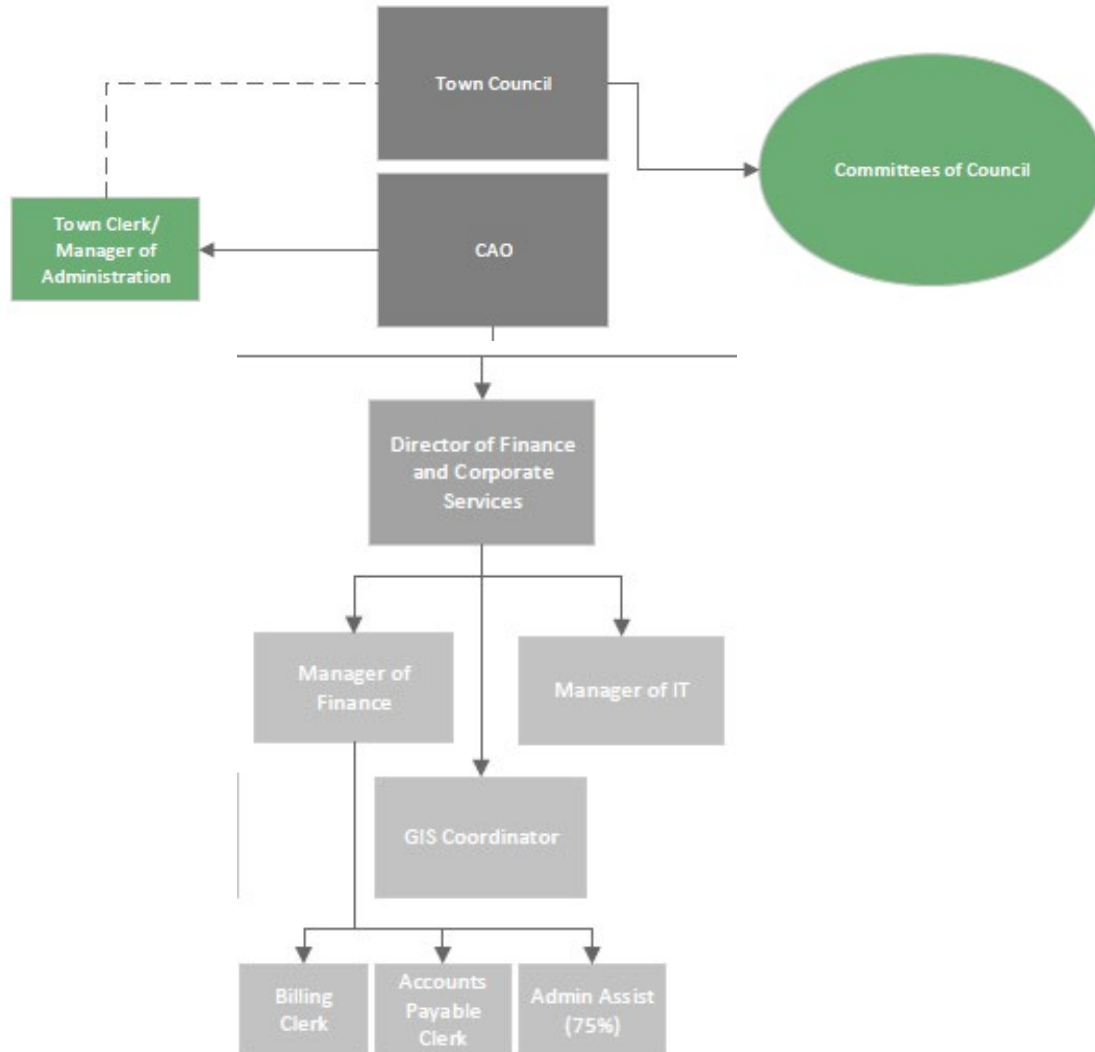 Town Council
Committees of Council
Town Clerk/
Manager of
Administration
CAO
Director of Finance
and Corporate
Services
Manager of
Finance
Manager of IT
GIS Coordinator
Billing
Clerk
Accounts
Payable
Clerk
Admin Assist
(75%)